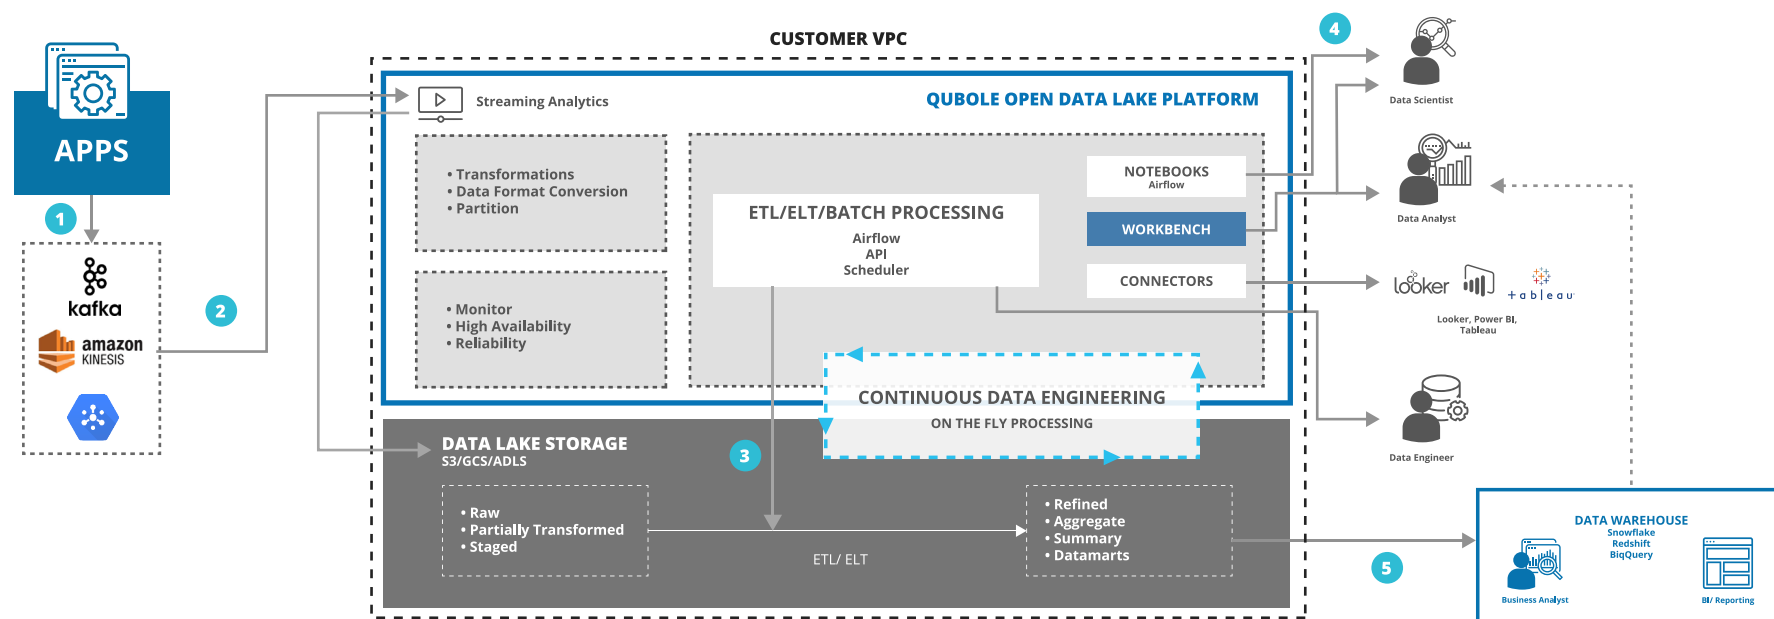 CUSTOMER VPC
APPS
1
kafka
amazon
KINESIS
2
Streaming Analytics
QUBOLE OPEN DATA LAKE PLATFORM
• Transformations
• Data Format Conversion
• Partition
• Monitor
• High Availability
• Reliability
ETL/ELT/BATCH PROCESSING
Airflow
API
Scheduler
NOTEBOOKS
Airflow
WORKBENCH
CONNECTORS
CONTINUOUS DATA ENGINEERING
ON THE FLY PROCESSING
DATA LAKE STORAGE
S3/GCS/ADLS
3
• Raw
• Partially Transformed
• Staged
ETL/ ELT
• Refined
• Aggregate
• Summary
• Datamarts
4
Data Scientist
Data Analyst
looker
+ a b l e a u
Looker, Power BI,
Tableau
Data Engineer
5
DATA WAREHOUSE
Snowflake
Redshift
BiqQuery
Business Analyst
BI/ Reporting